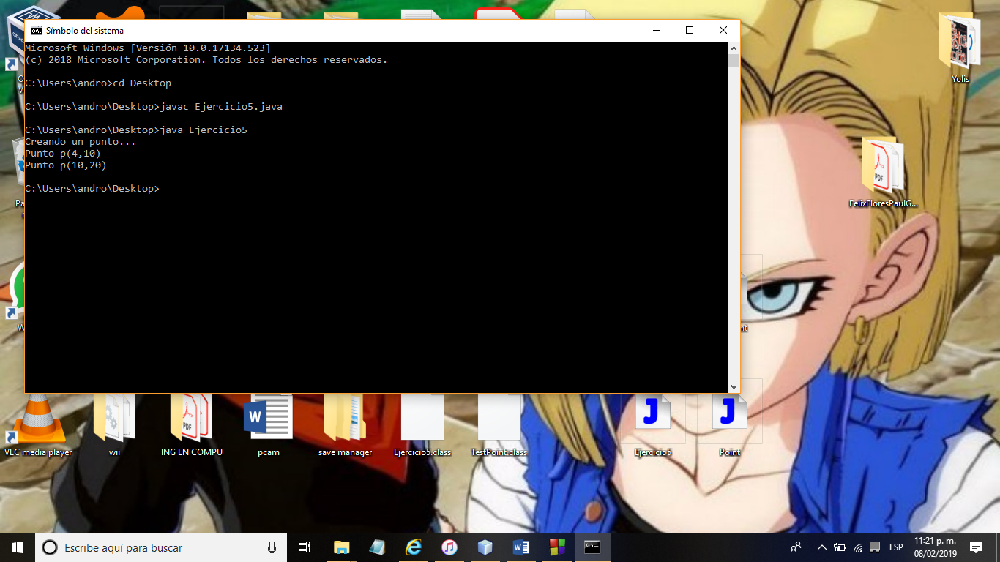 Símbolo del sistema
Microsoft Windows [Versión 10.0.17134.523]
(c) 2018 Microsoft Corporation. Todos los derechos reservados.
C:\Users\andro>cd Desktop
C:\Users\andro\Desktop>javac Ejercicio5.java
C:\Users\andro\Desktop>java Ejercicio5
Creando un punto...
Punto p(4,10)
Punto p(10,20)
C:\Users\andro\Desktop>
Yolis
PDF
FelixFloresPaulG...
PDF
W
J
J
VLC media player
wii
ING EN COMPU
pcam
save manager
Ejercicio5.class
TestPoint.class
Ejercicio5
Point
Escribe aquí para buscar
ESP
11:21 p. m.
08/02/2019